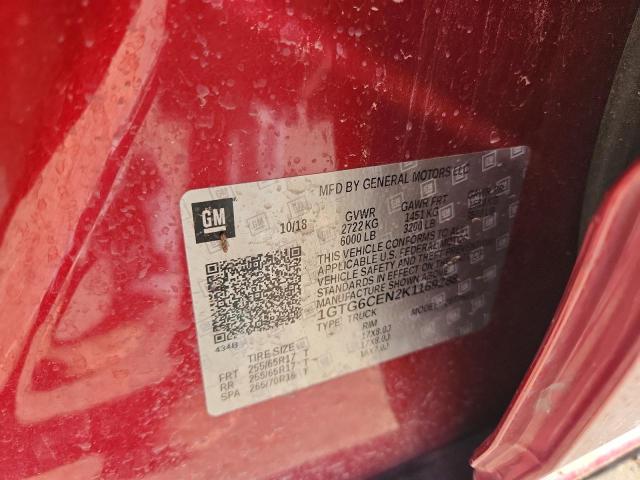 MFD BY GENERAL MOTORS LLC
GM
10/18
GVWR GAWR FRT
2722 KG 1451 KG
6000 LB 3200 LB
THIS VEHICLE CONFORMS TO ALL
APPLICABLE U.S. FEDERAL MOTOR
VEHICLE SAFETY AND THEFT PREVENTION
STANDARDS IN EFFECT ON THE DATE OF
MANUFACTURE SHOWN ABOVE.
TYPE: TRUCK
434B
TIRE SIZE RIM
FRT 255/65R17 T 17X8.0J
RR 255/65R17 T 17X8.0J
SPA 265/70R16 T